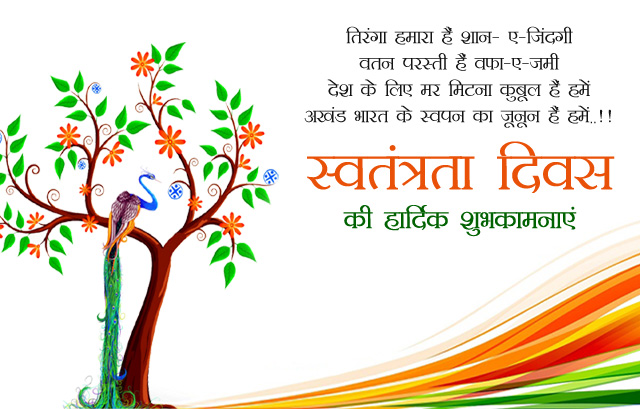 तिरंगा हमारा हैं शान- ए-जिंदगी
वतन परस्ती हैं वफा-ए-जमी
देश के लिए मर मिटना कुबूल हैं हमें
अखंड भारत के स्वपन का जूनून हैं हमें..!!
स्वतंत्रता दिवस
की हार्दिक शुभकामनाएं